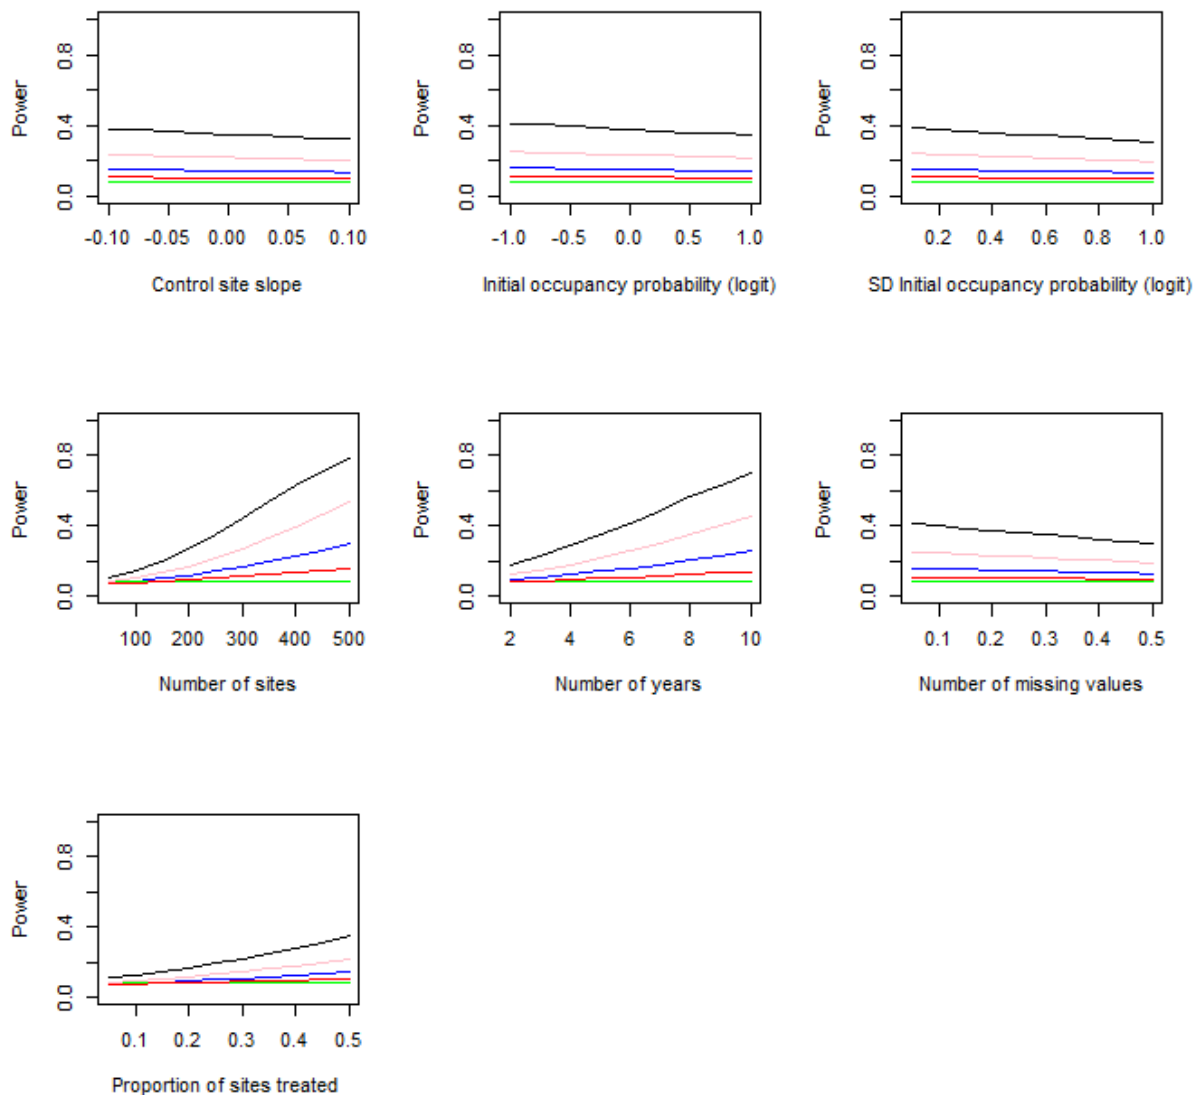 Power
0.0 0.4 0.8
-0.10 -0.05 0.00 0.05 0.10
Control site slope
Power
0.0 0.4 0.8
-1.0 -0.5 0.0 0.5 1.0
Initial occupancy probability (logit)
Power
0.0 0.4 0.8
0.2 0.4 0.6 0.8 1.0
SD Initial occupancy probability (logit)
Power
0.0 0.4 0.8
100 200 300 400 500
Number of sites
Power
0.0 0.4 0.8
2 4 6 8 10
Number of years
Power
0.0 0.4 0.8
0.1 0.2 0.3 0.4 0.5
Number of missing values
Power
0.0 0.4 0.8
0.1 0.2 0.3 0.4 0.5
Proportion of sites treated